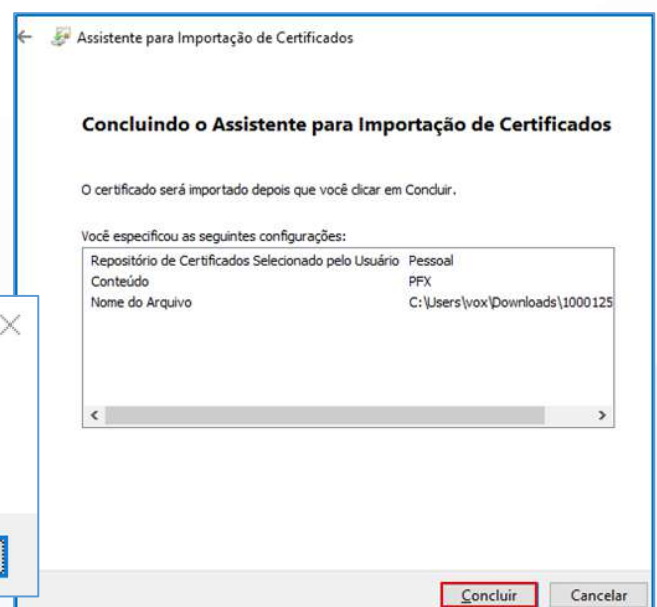 Assistente para Importação de Certificados
Concluindo o Assistente para Importação de Certificados
O certificado será importado depois que você clicar em Concluir.
Você especificou as seguintes configurações:
Repositório de Certificados Selecionado pelo Usuário Pessoal
Conteúdo PFX
Nome do Arquivo C:\Users\vox\Downloads\1000125
Concluir Cancelar